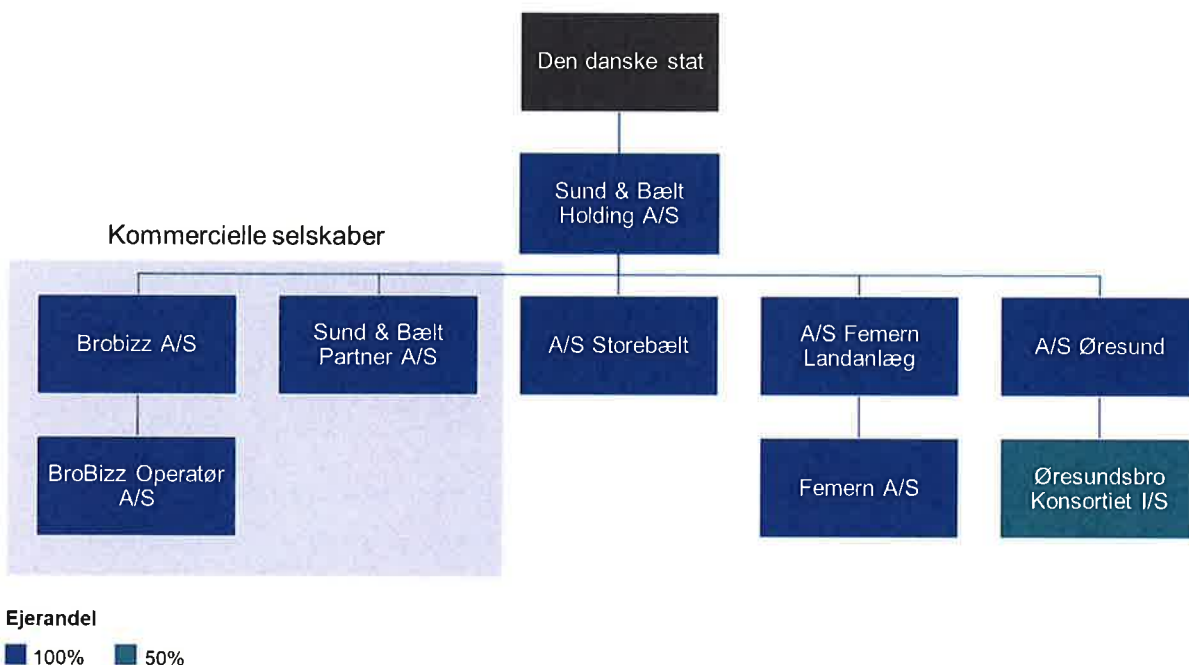 Den danske stat
Sund & Bælt
Holding A/S
Kommercielle selskaber
Brobizz A/S
Sund & Bælt
Partner A/S
A/S Storebælt
A/S Femern
Landanlæg
A/S Øresund
BroBizz Operatør
A/S
Femern A/S
Øresundsbro
Konsortiet I/S
Ejerandel
100%
50%